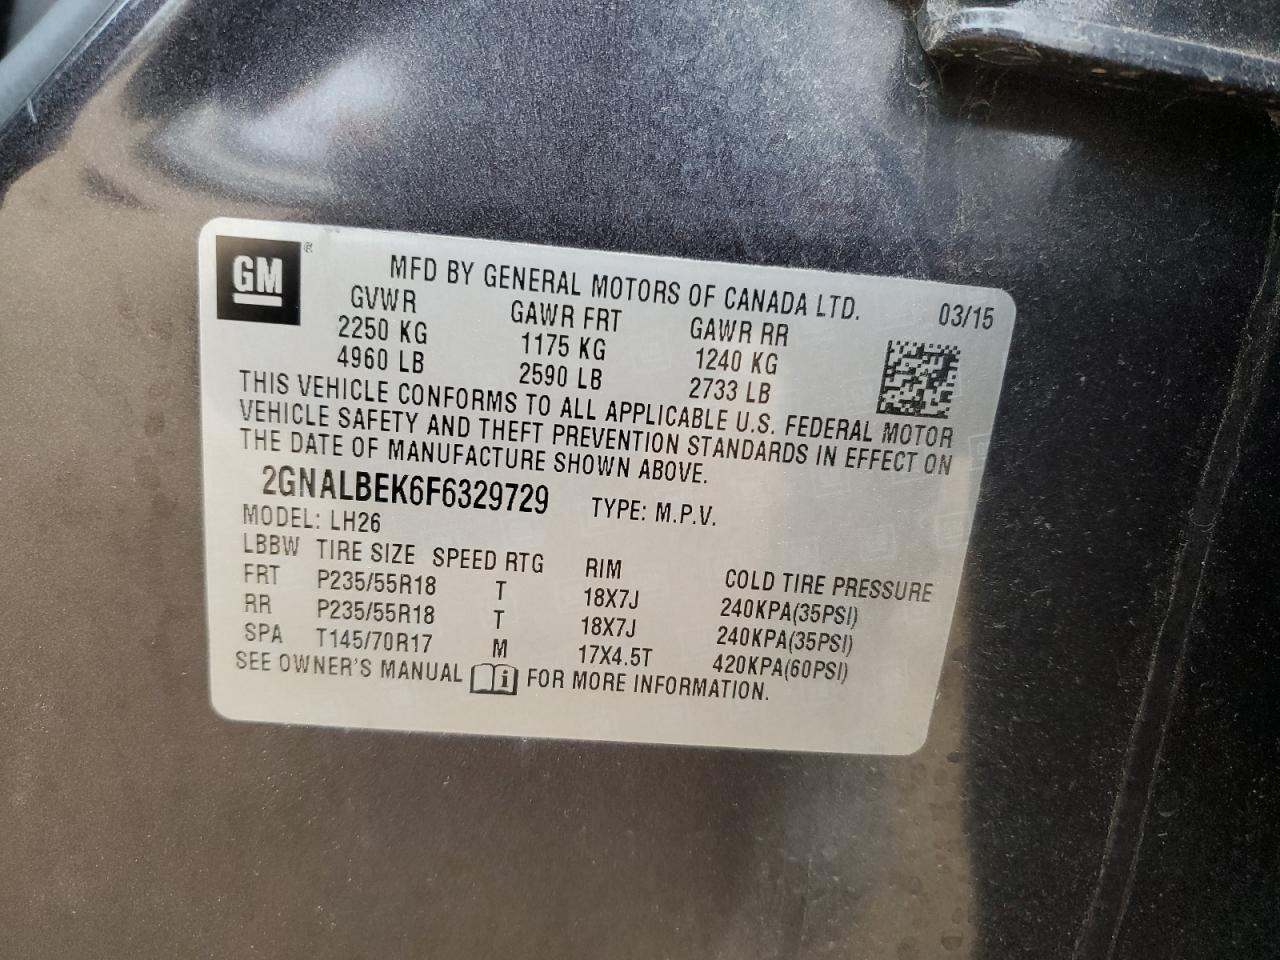 GM ® MFD BY GENERAL MOTORS OF CANADA LTD. 03/15
GVWR GAWR FRT GAWR RR
2250 KG 1175 KG 1240 KG
4960 LB 2590 LB 2733 LB
THIS VEHICLE CONFORMS TO ALL APPLICABLE U.S. FEDERAL MOTOR
VEHICLE SAFETY AND THEFT PREVENTION STANDARDS IN EFFECT ON
THE DATE OF MANUFACTURE SHOWN ABOVE.
2GNALBEK6F6329729 TYPE: M.P.V.
MODEL: LH26
LBBW TIRE SIZE SPEED RTG RIM COLD TIRE PRESSURE
FRT P235/55R18 T 18X7J 240KPA(35PSI)
RR P235/55R18 T 18X7J 240KPA(35PSI)
SPA T145/70R17 M 17X4.5T 420KPA(60PSI)
SEE OWNER'S MANUAL i FOR MORE INFORMATION.